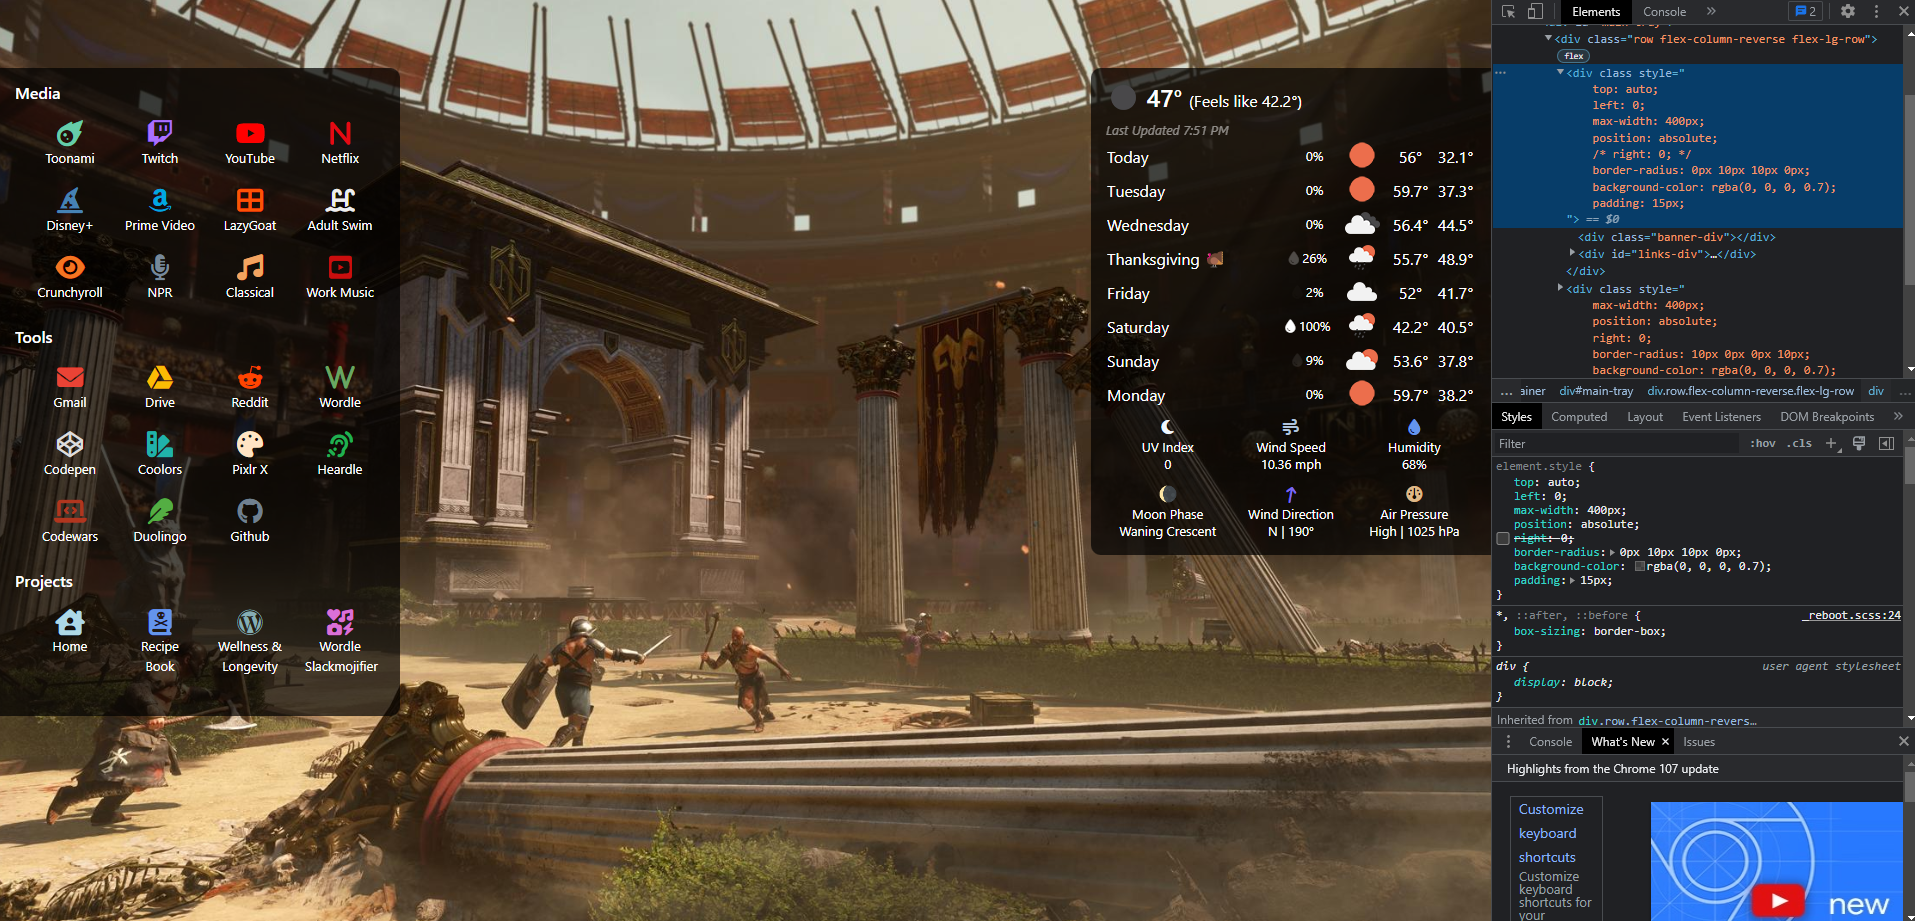 Media
Toonami
Twitch
YouTube
Netflix
Disney+
Prime Video
LazyGoat
Adult Swim
Crunchyroll
NPR
Classical
Work Music
Tools
Gmail
Drive
Reddit
Wordle
Codepen
Coolors
Pixlr X
Heardle
Codewars
Duolingo
Github
Projects
Home
Recipe
Book
Wellness &
Longevity
Wordle
Slackmojifier
47° (Feels like 42.2°)
Last Updated 7:51 PM
Today 0% 56° 32.1°
Tuesday 0% 59.7° 37.3°
Wednesday 0% 56.4° 44.5°
Thanksgiving 🦃 26% 55.7° 48.9°
Friday 2% 52° 41.7°
Saturday 100% 42.2° 40.5°
Sunday 9% 53.6° 37.8°
Monday 0% 59.7° 38.2°
UV Index
0
Wind Speed
10.36 mph
Humidity
68%
Moon Phase
Waning Crescent
Wind Direction
N | 190°
Air Pressure
High | 1025 hPa
Elements Console » 2
<div class="row flex-column-reverse flex-lg-row">
flex
<div class style="
top: auto;
left: 0;
max-width: 400px;
position: absolute;
/* right: 0; */
border-radius: 0px 10px 10px 0px;
background-color: rgba(0, 0, 0, 0.7);
padding: 15px;
"> == $0
<div class="banner-div"></div>
<div id="links-div">…</div>
</div>
<div class style="
max-width: 400px;
position: absolute;
right: 0;
border-radius: 10px 0px 0px 10px;
background-color: rgba(0, 0, 0, 0.7);
… ainer div#main-tray div.row.flex-column-reverse.flex-lg-row div …
Styles Computed Layout Event Listeners DOM Breakpoints »
Filter :hov .cls +
element.style {
top: auto;
left: 0;
max-width: 400px;
position: absolute;
right: 0;
border-radius: 0px 10px 10px 0px;
background-color: rgba(0, 0, 0, 0.7);
padding: 15px;
}
*, ::after, ::before { _reboot.scss:24
box-sizing: border-box;
}
div { user agent stylesheet
display: block;
}
Inherited from div.row.flex-column-revers…
Console What's New × Issues
Highlights from the Chrome 107 update
Customize
keyboard
shortcuts
Customize
keyboard
shortcuts for
your
new